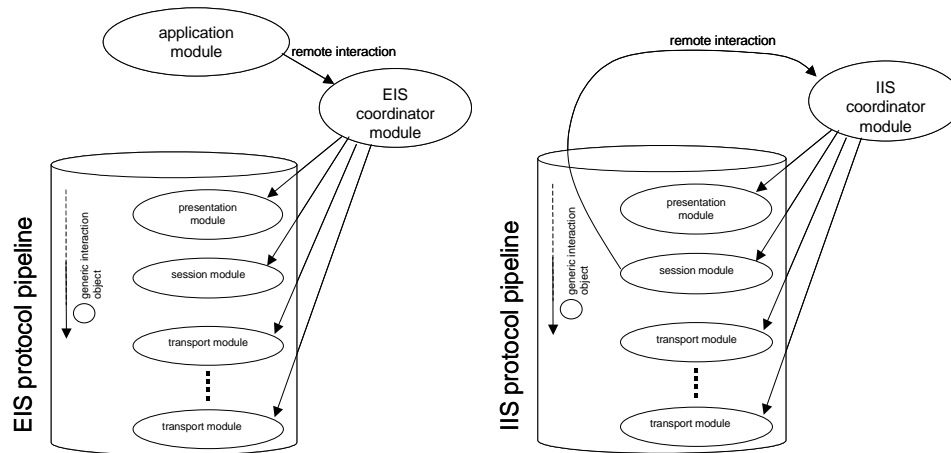 application
module
remote interaction
EIS
coordinator
module
presentation
module
session module
transport module
transport module
generic interaction
object
EIS protocol pipeline
remote interaction
IIS
coordinator
module
presentation
module
session module
transport module
transport module
generic interaction
object
IIS protocol pipeline